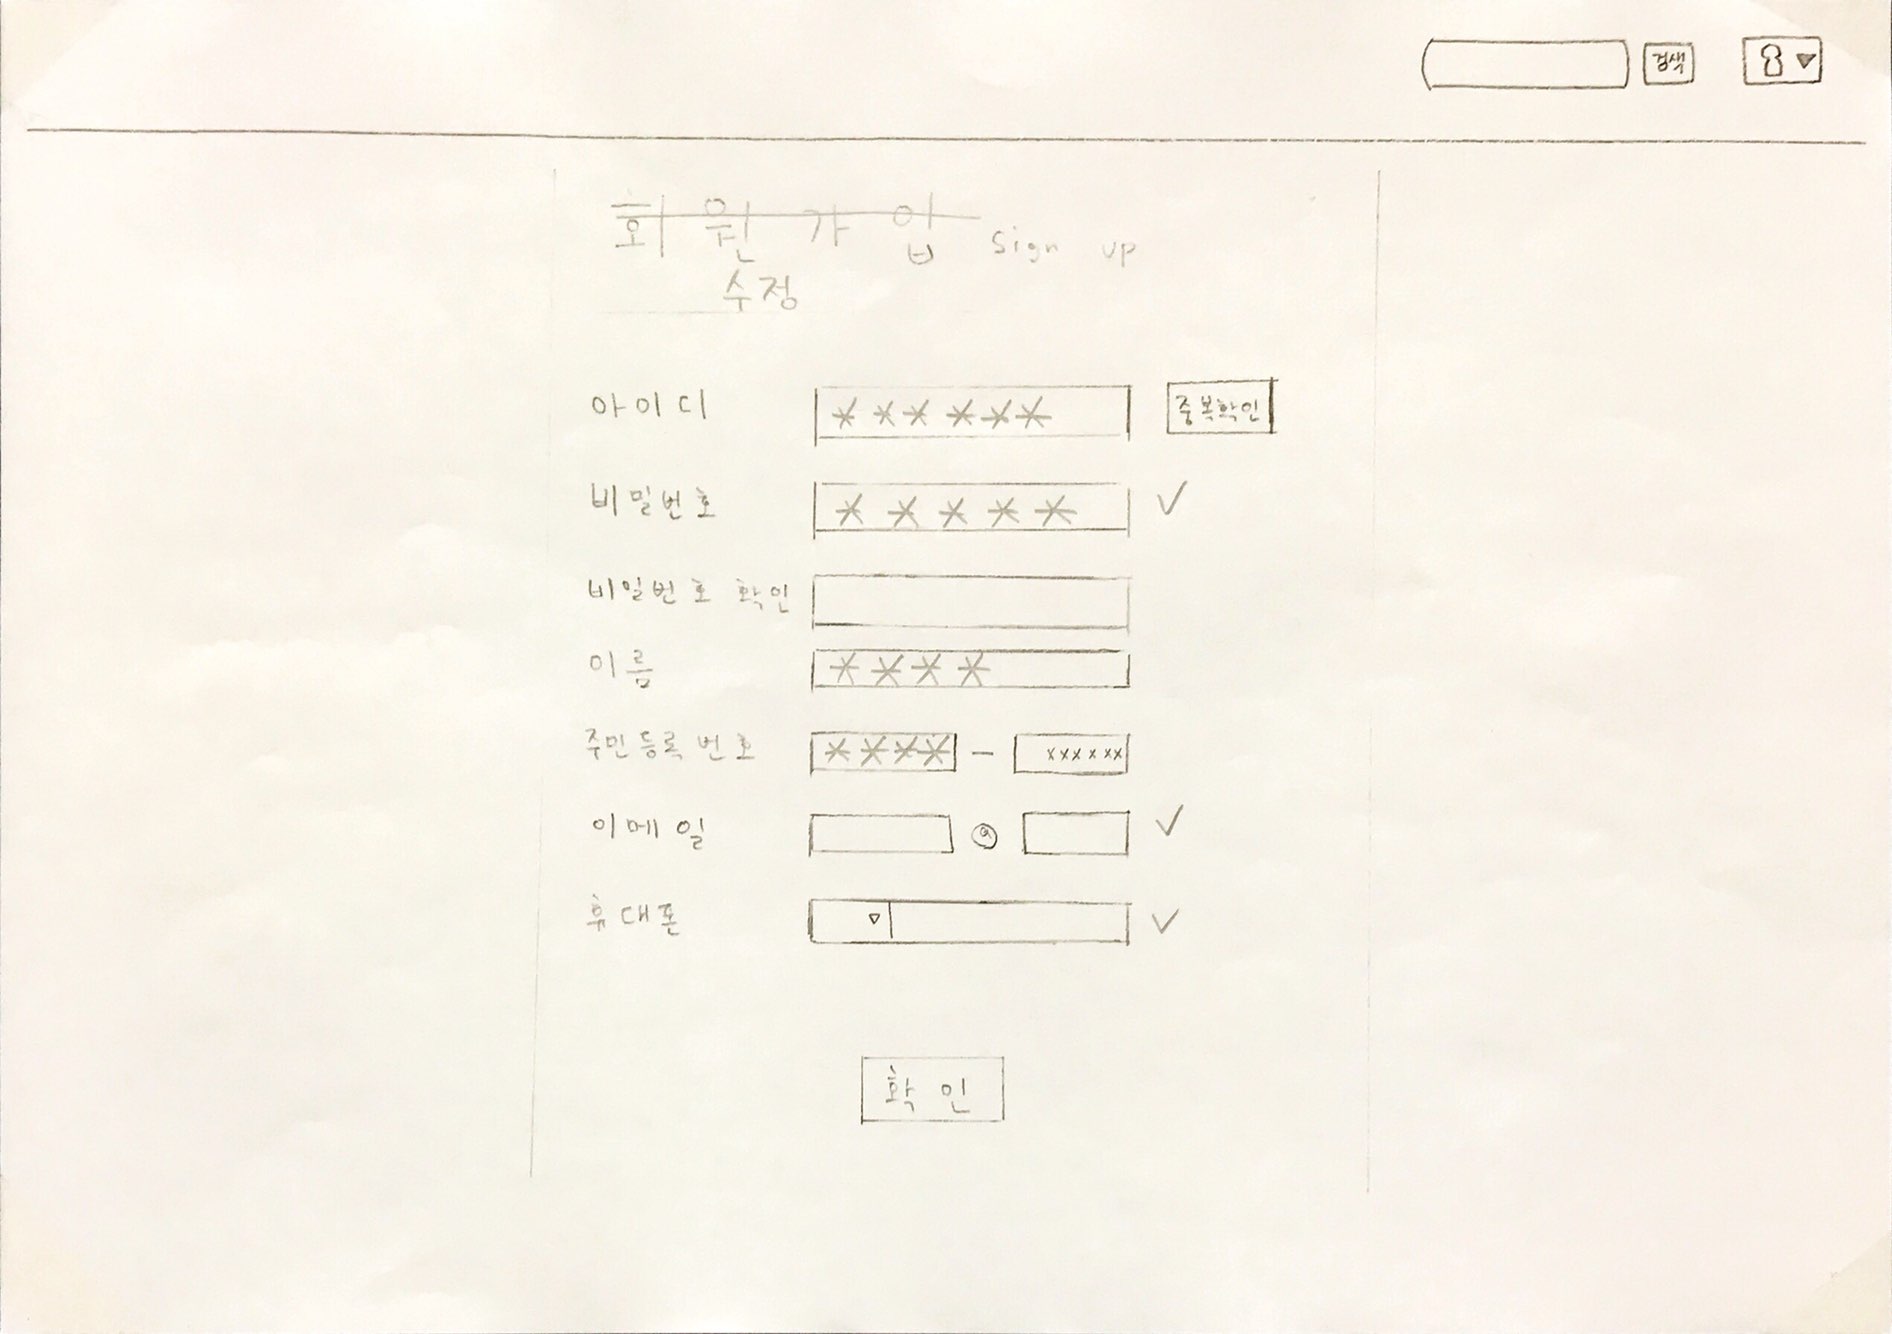 검색
회원가입 Sign up
수정
아이디 ****** 중복확인
비밀번호 ***** ✓
비밀번호 확인
이름 ****
주민등록번호 **** - xxxxxx
이메일 @ ✓
휴대폰 ✓
확인